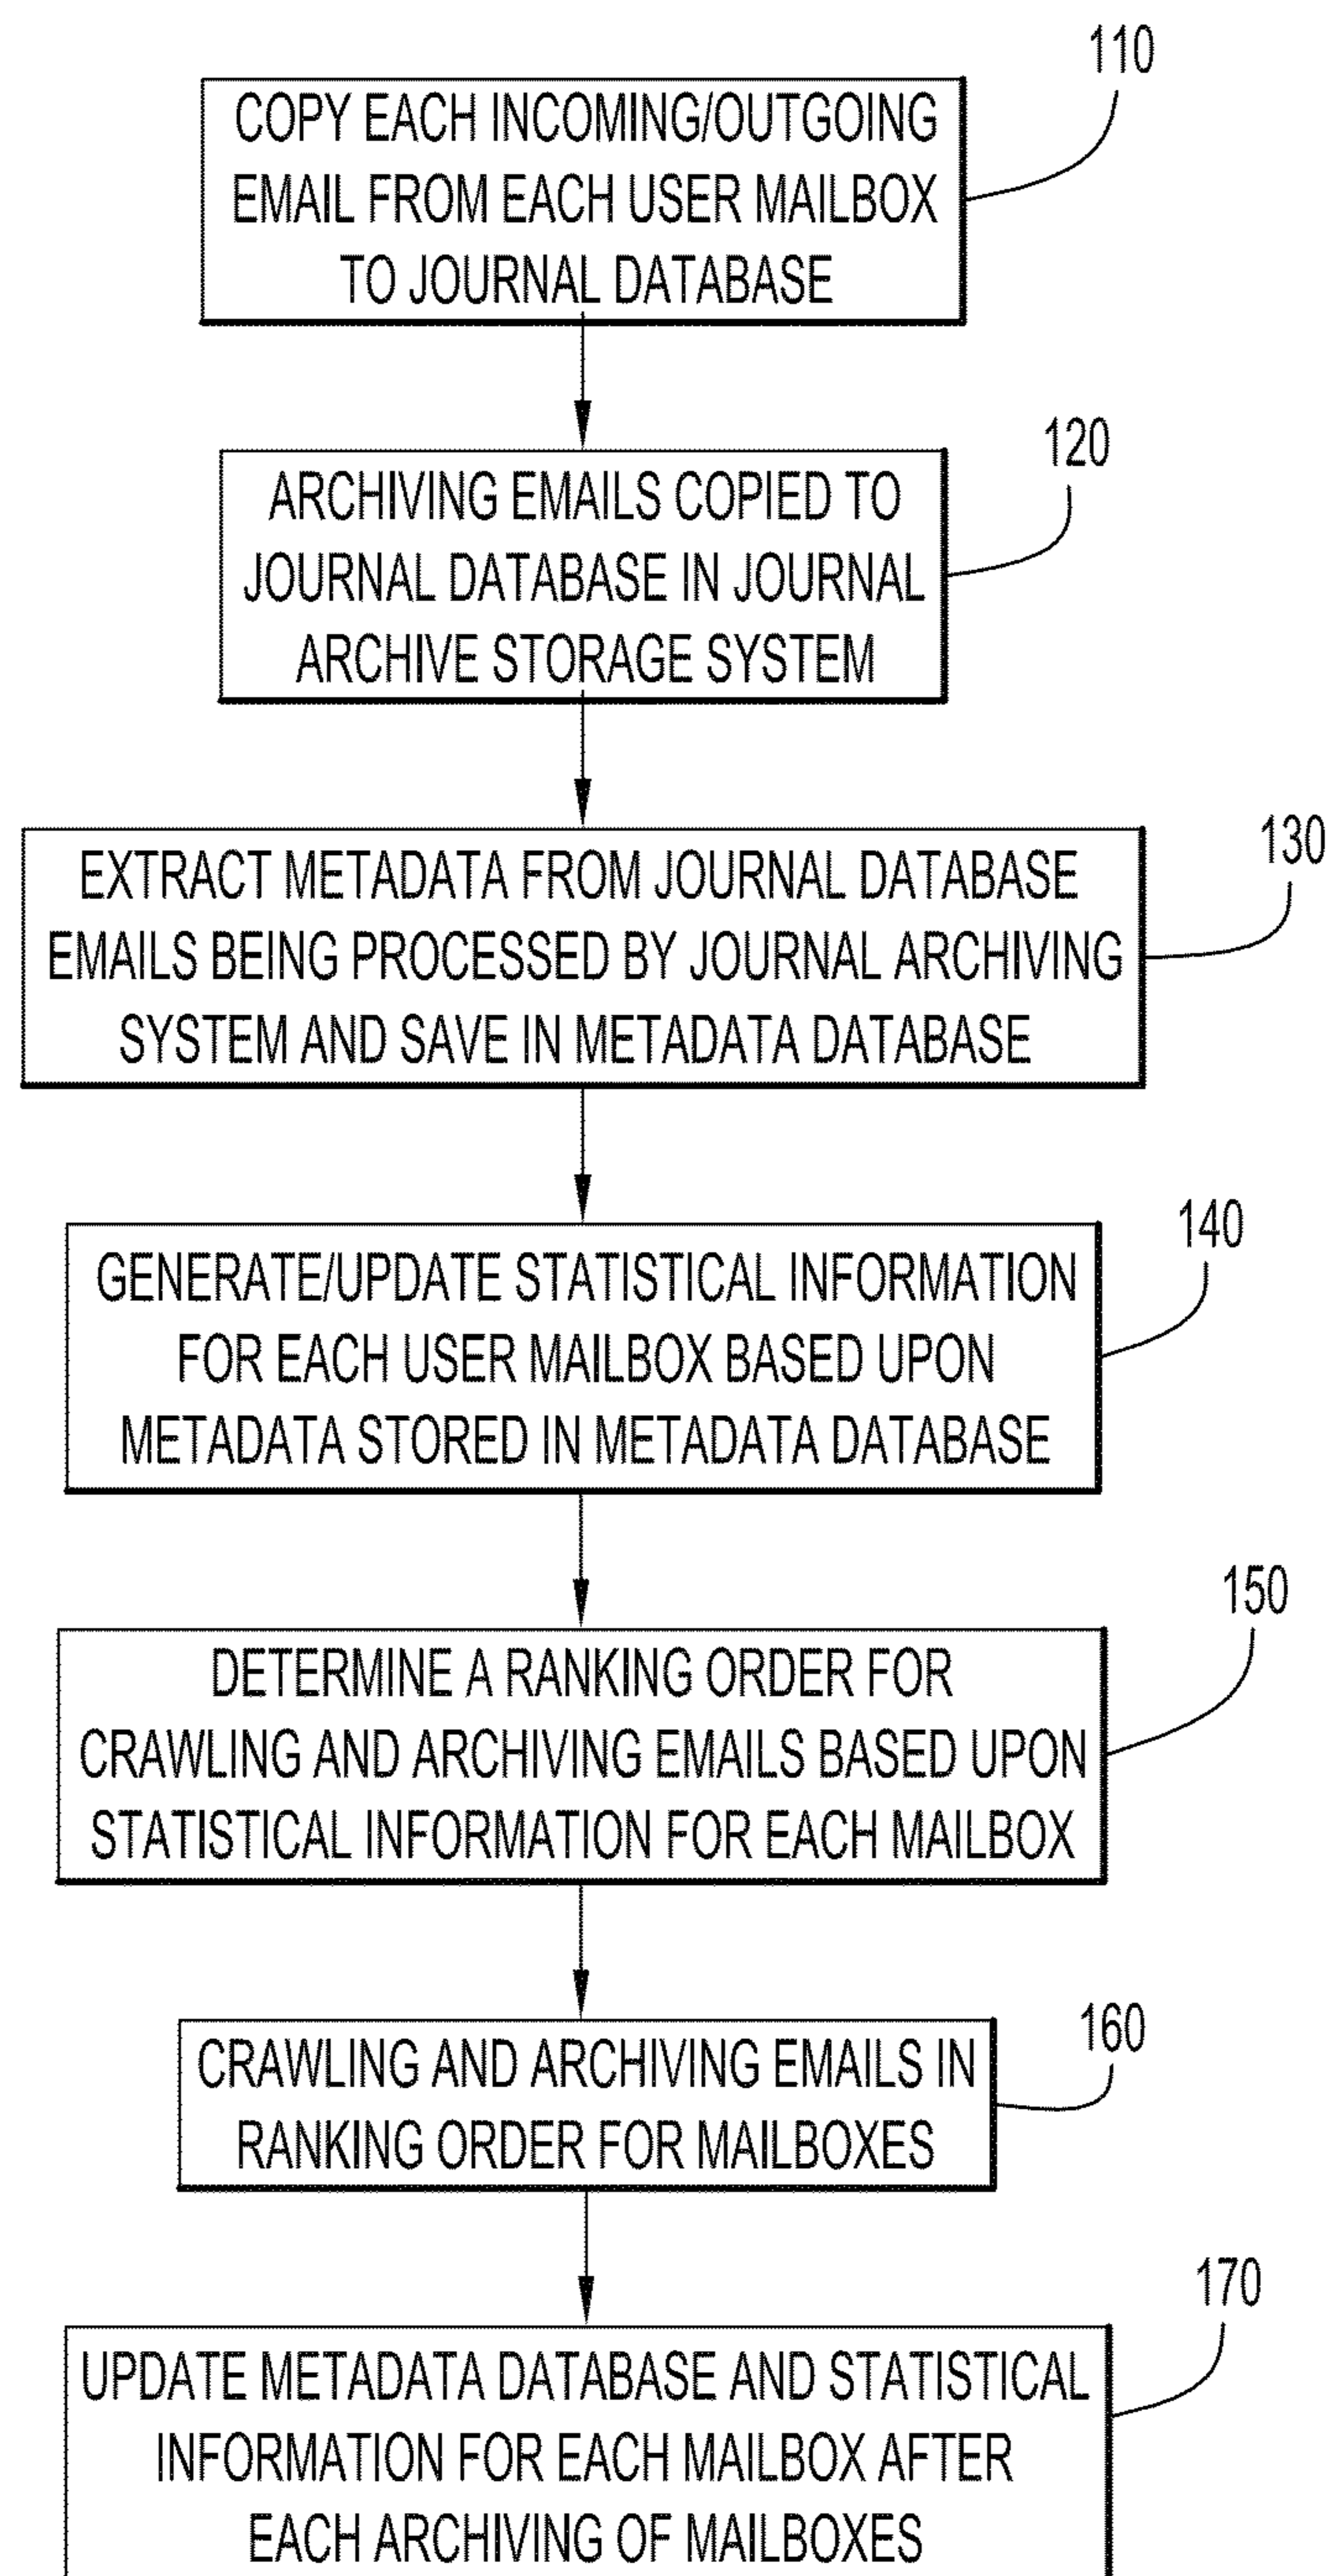 110
COPY EACH INCOMING/OUTGOING
EMAIL FROM EACH USER MAILBOX
TO JOURNAL DATABASE
120
ARCHIVING EMAILS COPIED TO
JOURNAL DATABASE IN JOURNAL
ARCHIVE STORAGE SYSTEM
130
EXTRACT METADATA FROM JOURNAL DATABASE
EMAILS BEING PROCESSED BY JOURNAL ARCHIVING
SYSTEM AND SAVE IN METADATA DATABASE
140
GENERATE/UPDATE STATISTICAL INFORMATION
FOR EACH USER MAILBOX BASED UPON
METADATA STORED IN METADATA DATABASE
150
DETERMINE A RANKING ORDER FOR
CRAWLING AND ARCHIVING EMAILS BASED UPON
STATISTICAL INFORMATION FOR EACH MAILBOX
160
CRAWLING AND ARCHIVING EMAILS IN
RANKING ORDER FOR MAILBOXES
170
UPDATE METADATA DATABASE AND STATISTICAL
INFORMATION FOR EACH MAILBOX AFTER
EACH ARCHIVING OF MAILBOXES